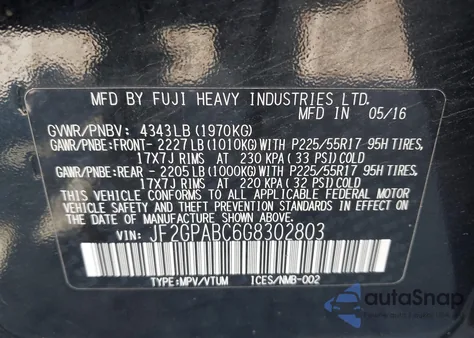 MFD BY FUJI HEAVY INDUSTRIES LTD.
MFD IN 05/16
GVWR/PNBV: 4343LB (1970KG)
GAWR/PNBE:FRONT- 2227LB (1010KG)WITH P225/55R17 95H TIRES,
17X7J RIMS AT 230 KPA (33 PSI)COLD
GAWR/PNBE:REAR - 2205LB (1000KG)WITH P225/55R17 95H TIRES,
17X7J RIMS AT 220 KPA (32 PSI)COLD
THIS VEHICLE CONFORMS TO ALL APPLICABLE FEDERAL MOTOR
VEHICLE SAFETY AND THEFT PREVENTION STANDARDS IN EFFECT
ON THE DATE OF MANUFACTURE SHOWN ABOVE.
VIN: JF2GPABC6G8302803
TYPE:MPV/VTUM ICES/NMB-002
autoSnap